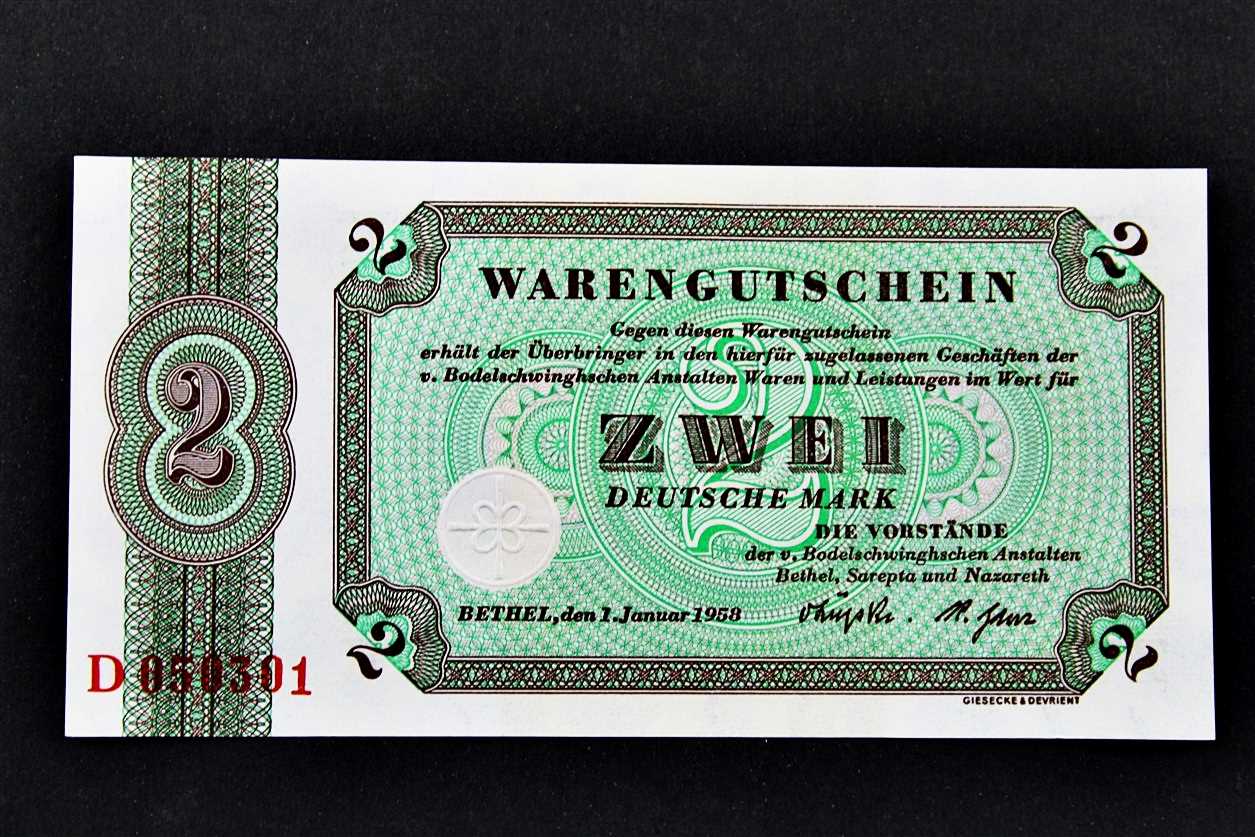 2 2
WARENGUTSCHEIN
Gegen diesen Warengutschein
erhält der Überbringer in den hierfür zugelassenen Geschäften der
v. Bodelschwinghschen Anstalten Waren und Leistungen im Wert für
2
2
ZWEI
DEUTSCHE MARK
DIE VORSTÄNDE
der v. Bodelschwinghschen Anstalten
Bethel, Sarepta und Nazareth
BETHEL, den 1. Januar 1958
2 2
D 050301
GIESECKE & DEVRIENT